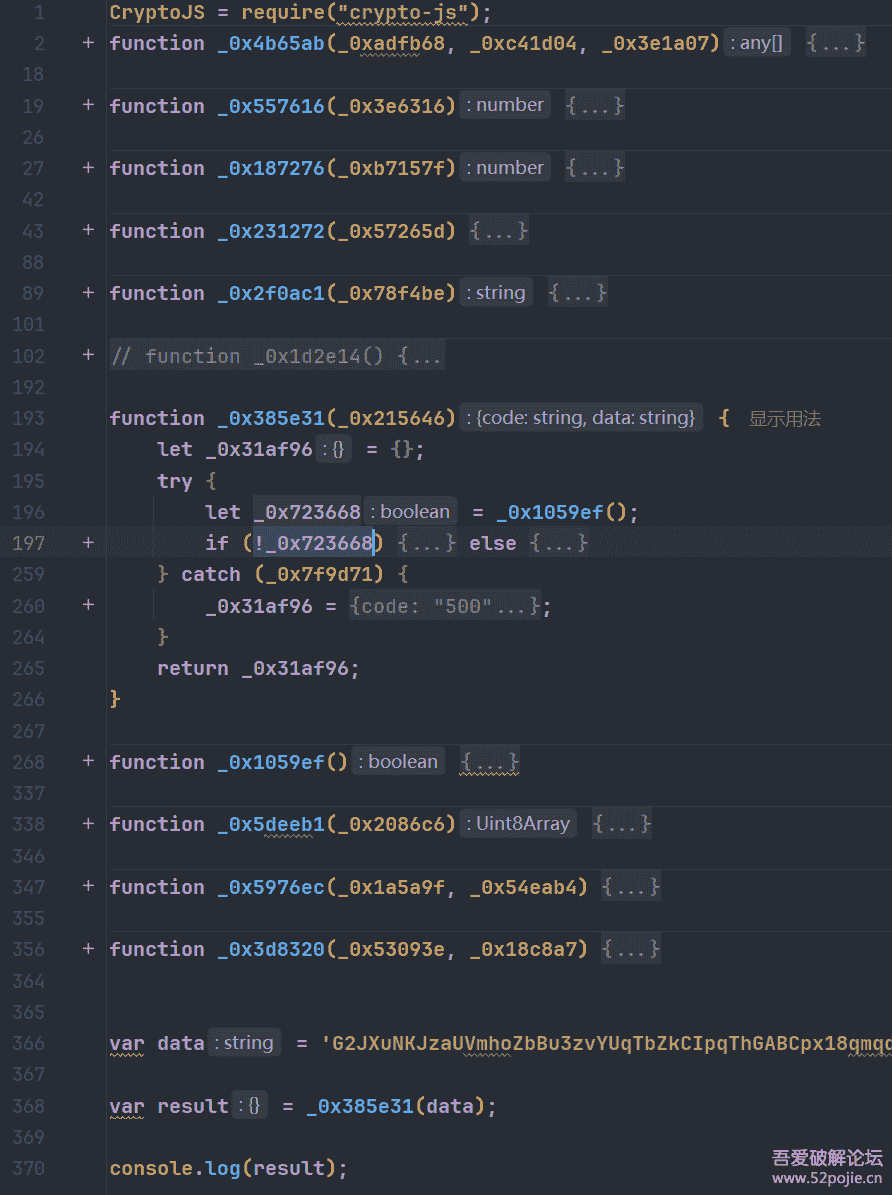 1 CryptoJS = require("crypto-js");
2 + function _0x4b65ab(_0xadfb68, _0xc41d04, _0x3e1a07) : any[] {...}
18
19 + function _0x557616(_0x3e6316) : number {...}
26
27 + function _0x187276(_0xb7157f) : number {...}
42
43 + function _0x231272(_0x57265d) {...}
88
89 + function _0x2f0ac1(_0x78f4be) : string {...}
101
102 + // function _0x1d2e14() {...
192
193 function _0x385e31(_0x215646) : {code: string, data: string} { 显示用法
194 let _0x31af96 : {} = {};
195 try {
196 let _0x723668 : boolean = _0x1059ef();
197 + if (!_0x723668) {...} else {...}
259 } catch (_0x7f9d71) {
260 + _0x31af96 = {code: "500"...};
264 }
265 return _0x31af96;
266 }
267
268 + function _0x1059ef() : boolean {...}
337
338 + function _0x5deeb1(_0x2086c6) : Uint8Array {...}
346
347 + function _0x5976ec(_0x1a5a9f, _0x54eab4) {...}
355
356 + function _0x3d8320(_0x53093e, _0x18c8a7) {...}
364
365
366 var data : string = 'G2JXuNKJzaUVmhoZbBu3zvYUqTbZkCIpqThGABCpx18qmqd
367
368 var result : {} = _0x385e31(data);
369
370 console.log(result);
吾爱破解论坛
www.52pojie.cn